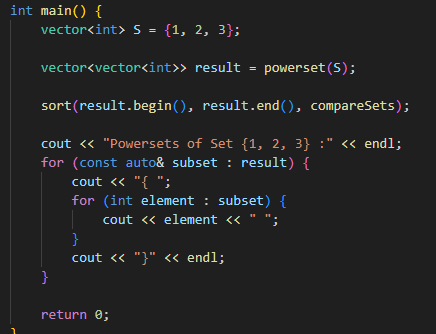 int main() {
    vector<int> S = {1, 2, 3};

    vector<vector<int>> result = powerset(S);

    sort(result.begin(), result.end(), compareSets);

    cout << "Powersets of Set {1, 2, 3} :" << endl;
    for (const auto& subset : result) {
        cout << "{ ";
        for (int element : subset) {
            cout << element << " ";
        }
        cout << "}" << endl;
    }

    return 0;
}